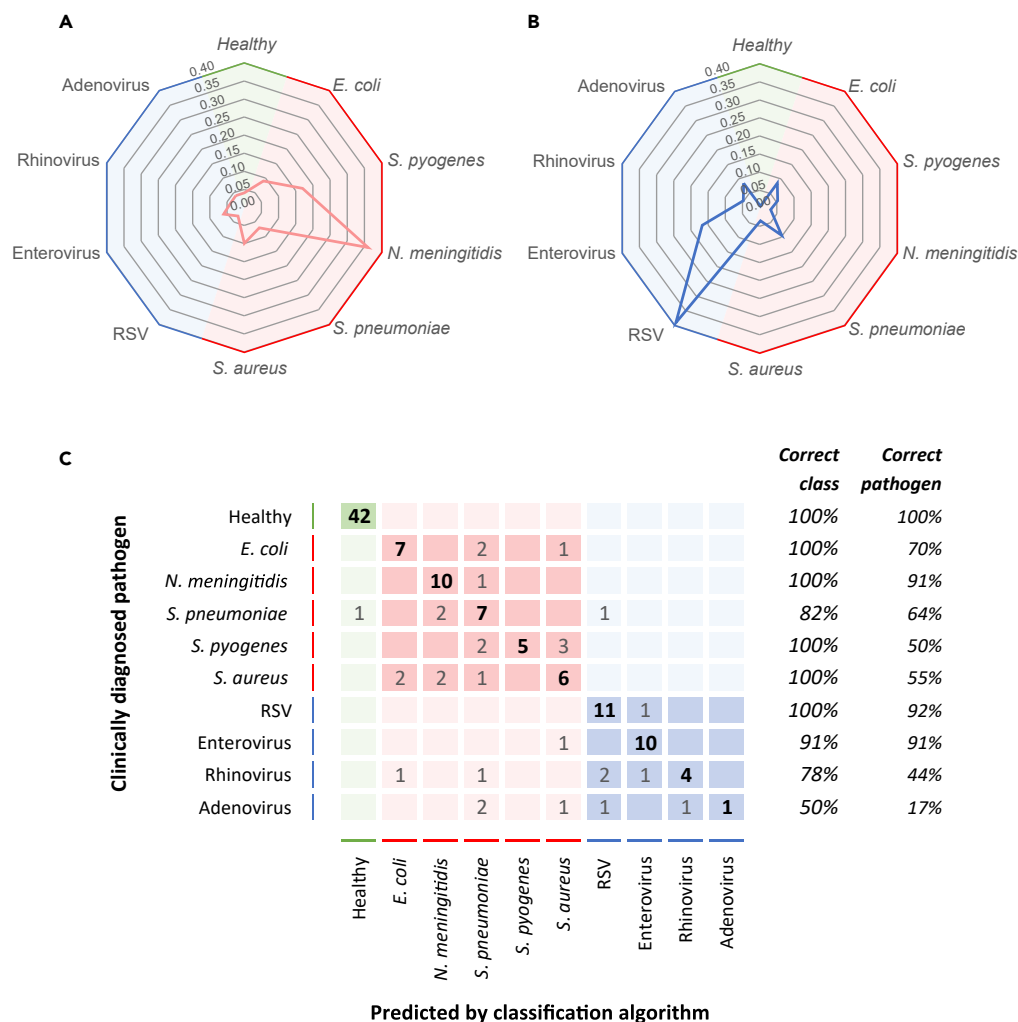 A
Healthy
E. coli
S. pyogenes
N. meningitidis
S. pneumoniae
S. aureus
RSV
Enterovirus
Rhinovirus
Adenovirus
0.40
0.35
0.30
0.25
0.20
0.15
0.10
0.05
0.00
B
Healthy
E. coli
S. pyogenes
N. meningitidis
S. pneumoniae
S. aureus
RSV
Enterovirus
Rhinovirus
Adenovirus
0.40
0.35
0.30
0.25
0.20
0.15
0.10
0.05
0.00
C
Correct class
Correct pathogen
Clinically diagnosed pathogen
Healthy 42 100% 100%
E. coli 7 2 1 100% 70%
N. meningitidis 10 1 100% 91%
S. pneumoniae 1 2 7 1 82% 64%
S. pyogenes 2 5 3 100% 50%
S. aureus 2 2 1 6 100% 55%
RSV 11 1 100% 92%
Enterovirus 1 10 91% 91%
Rhinovirus 1 1 2 1 4 78% 44%
Adenovirus 2 1 1 1 1 50% 17%
Healthy
E. coli
N. meningitidis
S. pneumoniae
S. pyogenes
S. aureus
RSV
Enterovirus
Rhinovirus
Adenovirus
Predicted by classification algorithm